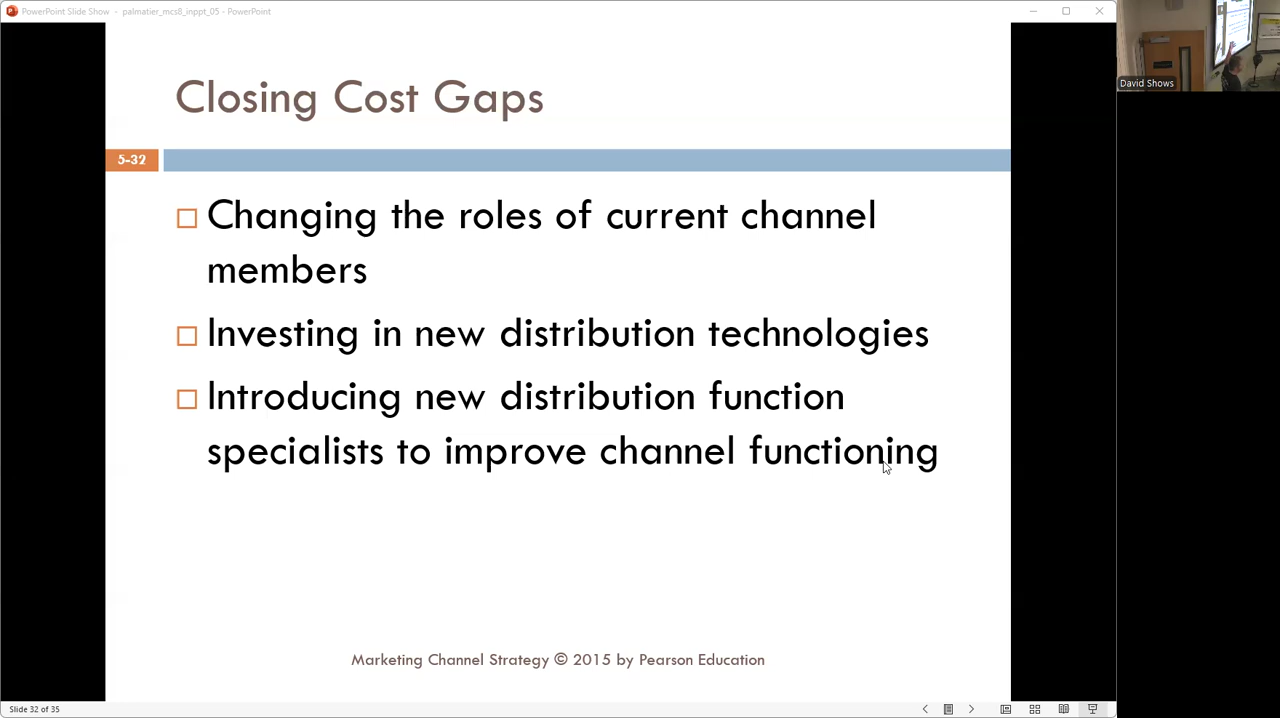 PowerPoint Slide Show - palmatier_mcs8_inppt_05 - PowerPoint
David Shows
Closing Cost Gaps
5-32
Changing the roles of current channel
members
Investing in new distribution technologies
Introducing new distribution function
specialists to improve channel functioning
Marketing Channel Strategy © 2015 by Pearson Education
Slide 32 of 35